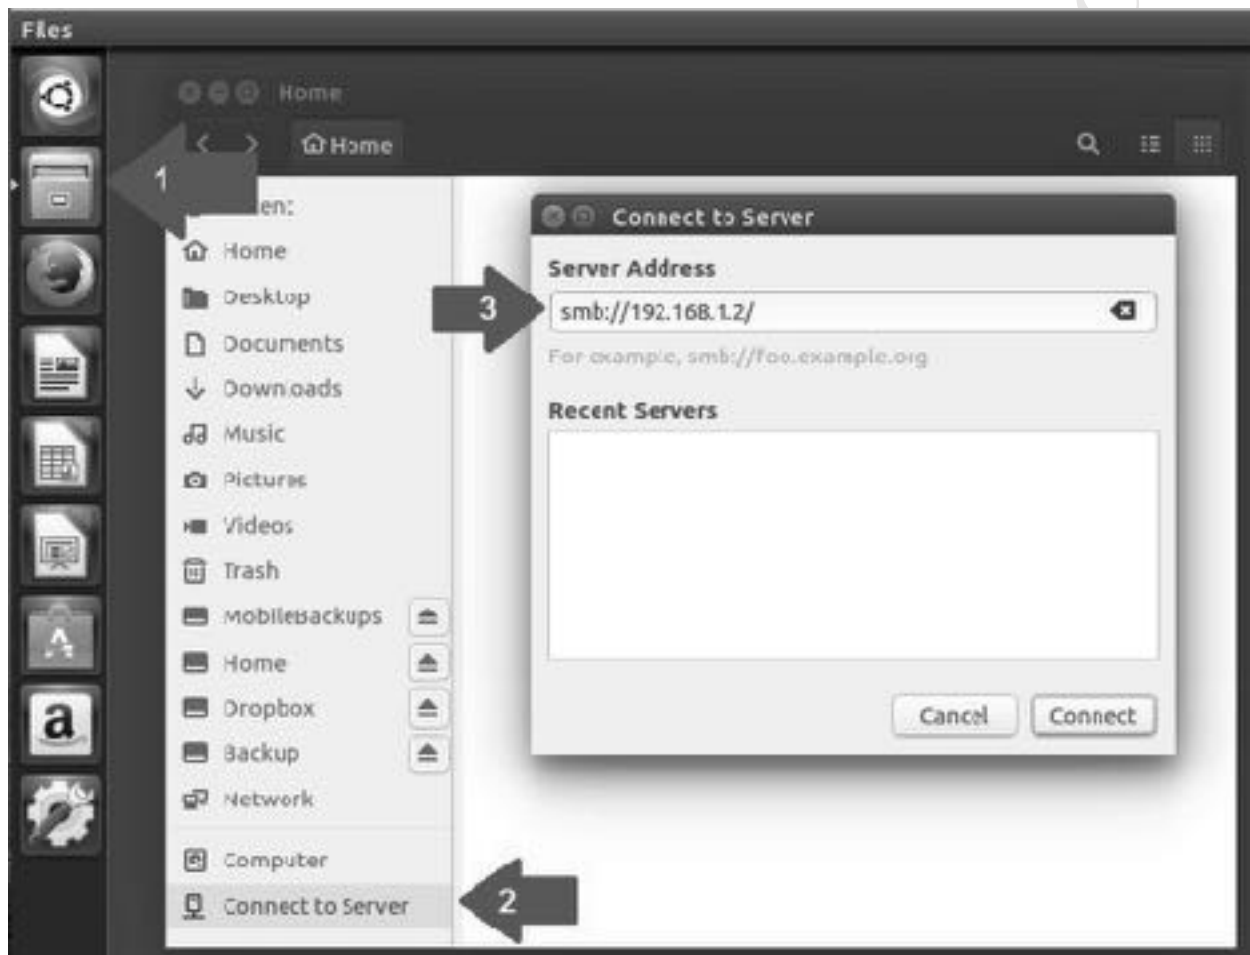 Files
Home
Home
1
Home
Desktop
Documents
Downloads
Music
Pictures
Videos
Trash
MobileBackups
Home
Dropbox
Backup
Network
Computer
Connect to Server
2
Connect to Server
Server Address
3
smb://192.168.1.2/
For example, smb://foo.example.org
Recent Servers
Cancel
Connect
a